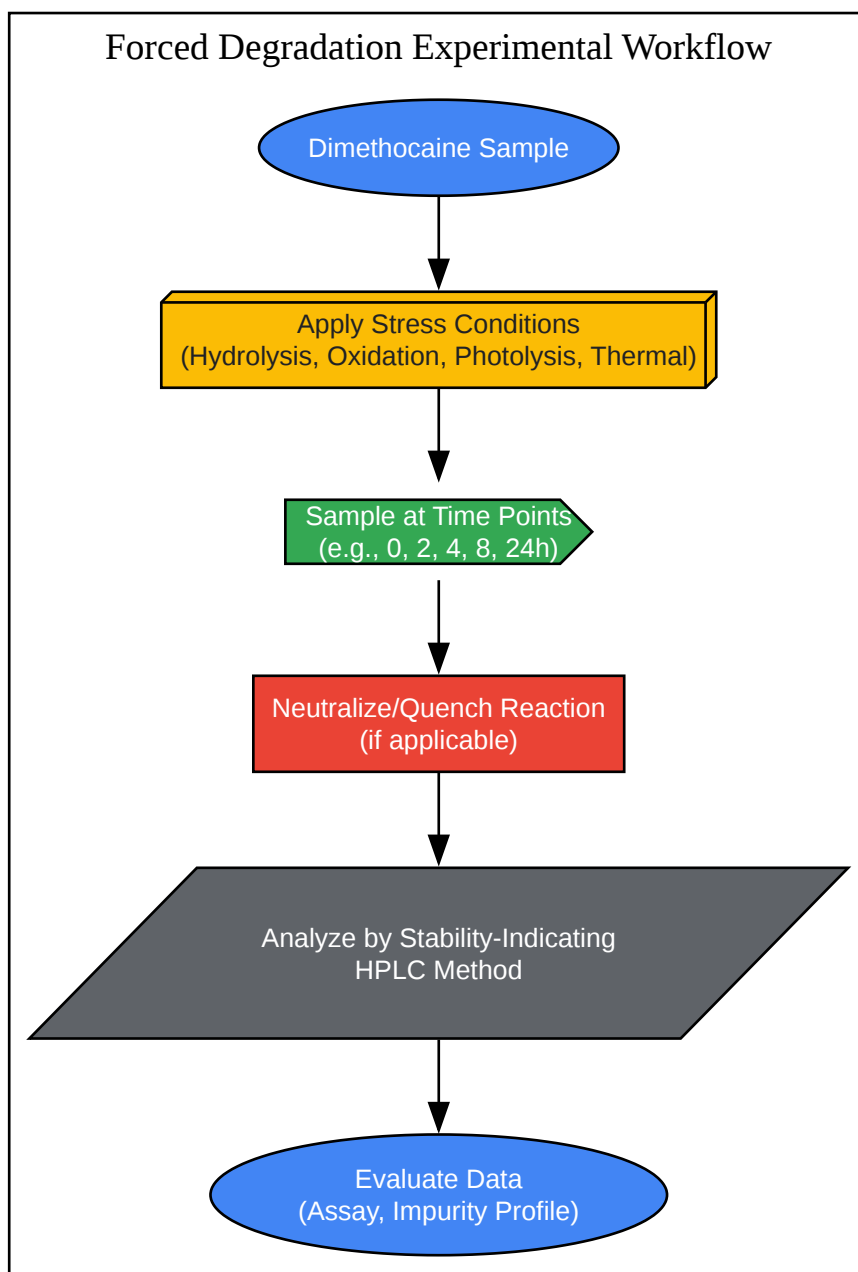 Forced Degradation Experimental Workflow
Dimethocaine Sample
Apply Stress Conditions
(Hydrolysis, Oxidation, Photolysis, Thermal)
Sample at Time Points
(e.g., 0, 2, 4, 8, 24h)
Neutralize/Quench Reaction
(if applicable)
Analyze by Stability-Indicating
HPLC Method
Evaluate Data
(Assay, Impurity Profile)